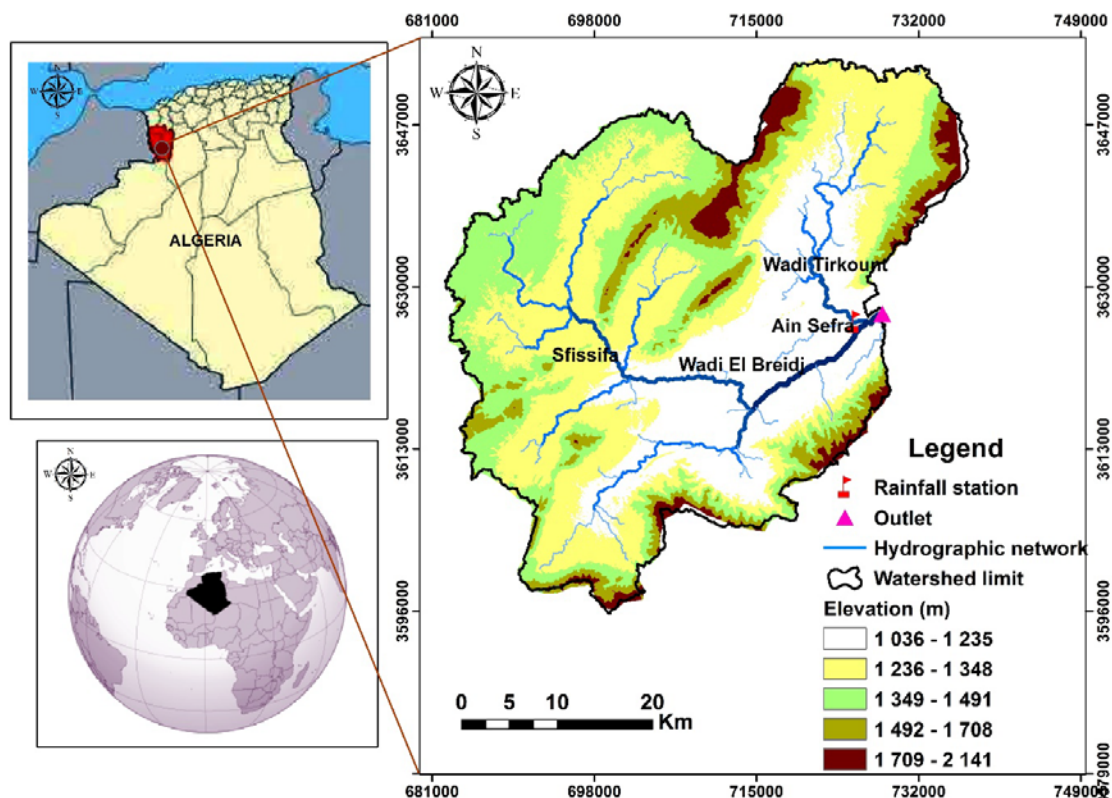 N
W E
S
ALGERIA
N
W E
S
681000 698000 715000 732000 749000
N
W E
S
3647000 3647000
3630000 3630000
3613000 3613000
3596000 3596000
Wadi Tirkount
Ain Sefra
Sfissifa
Wadi El Breidi
Legend
Rainfall station
Outlet
Hydrographic network
Watershed limit
Elevation (m)
1 036 - 1 235
1 236 - 1 348
1 349 - 1 491
1 492 - 1 708
1 709 - 2 141
0 5 10 20
Km
681000 698000 715000 732000 749000